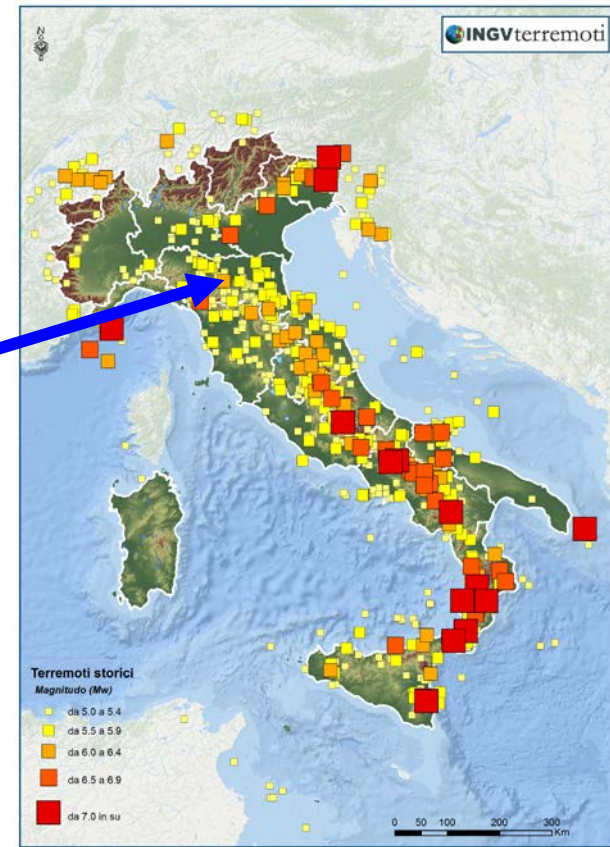 INGVterremoti
NORD
Terremoti storici
Magnitudo (Mw)
da 5.0 a 5.4
da 5.5 a 5.9
da 6.0 a 6.4
da 6.5 a 6.9
da 7.0 in su
0 50 100 200 300
Km